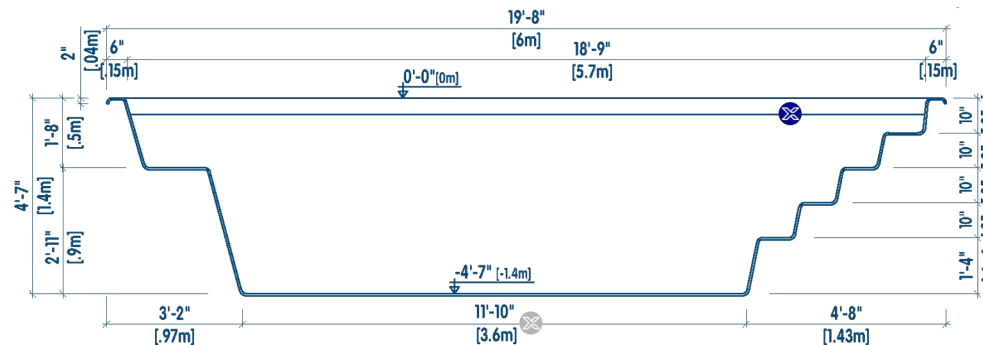 19'-8"
[6m]
2"
[.04m]
6"
[.15m]
18'-9"
[5.7m]
6"
[.15m]
0'-0"[0m]
4'-7"
[1.4m]
1'-8"
[.5m]
2'-11"
[.9m]
10"
10"
10"
10"
1'-4"
-4'-7" [-1.4m]
3'-2"
[.97m]
11'-10"
[3.6m]
4'-8"
[1.43m]